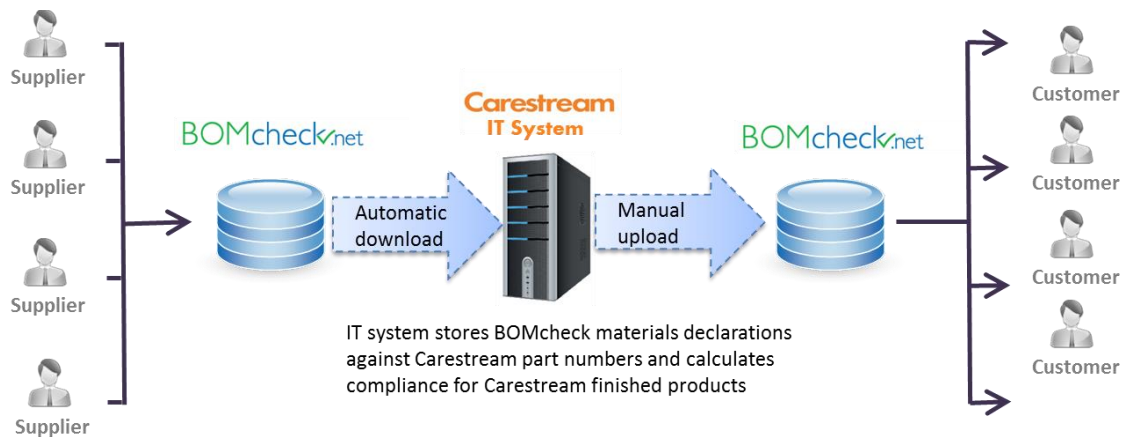 Supplier
Supplier
Supplier
Supplier
BOMcheck.net
Automatic
download
Carestream
IT System
Manual
upload
BOMcheck.net
IT system stores BOMcheck materials declarations
against Carestream part numbers and calculates
compliance for Carestream finished products
Customer
Customer
Customer
Customer